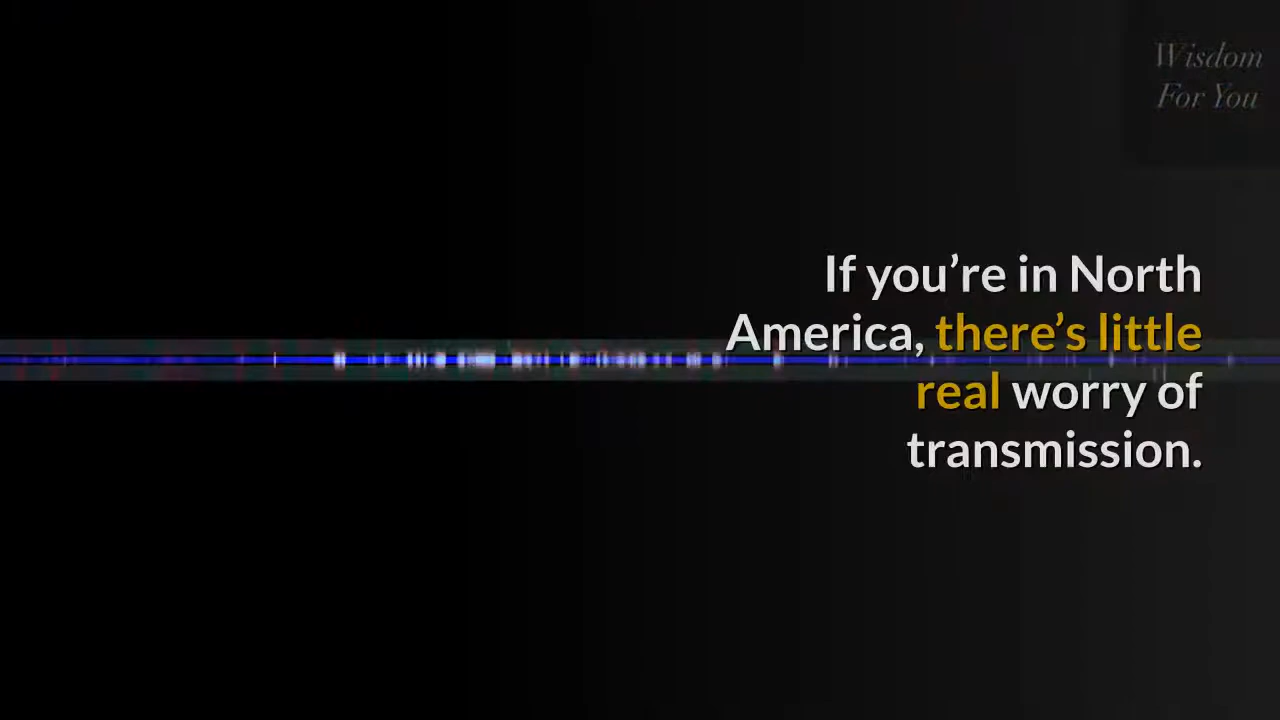 Wisdom
For You
If you’re in North
America, there’s little
real worry of
transmission.